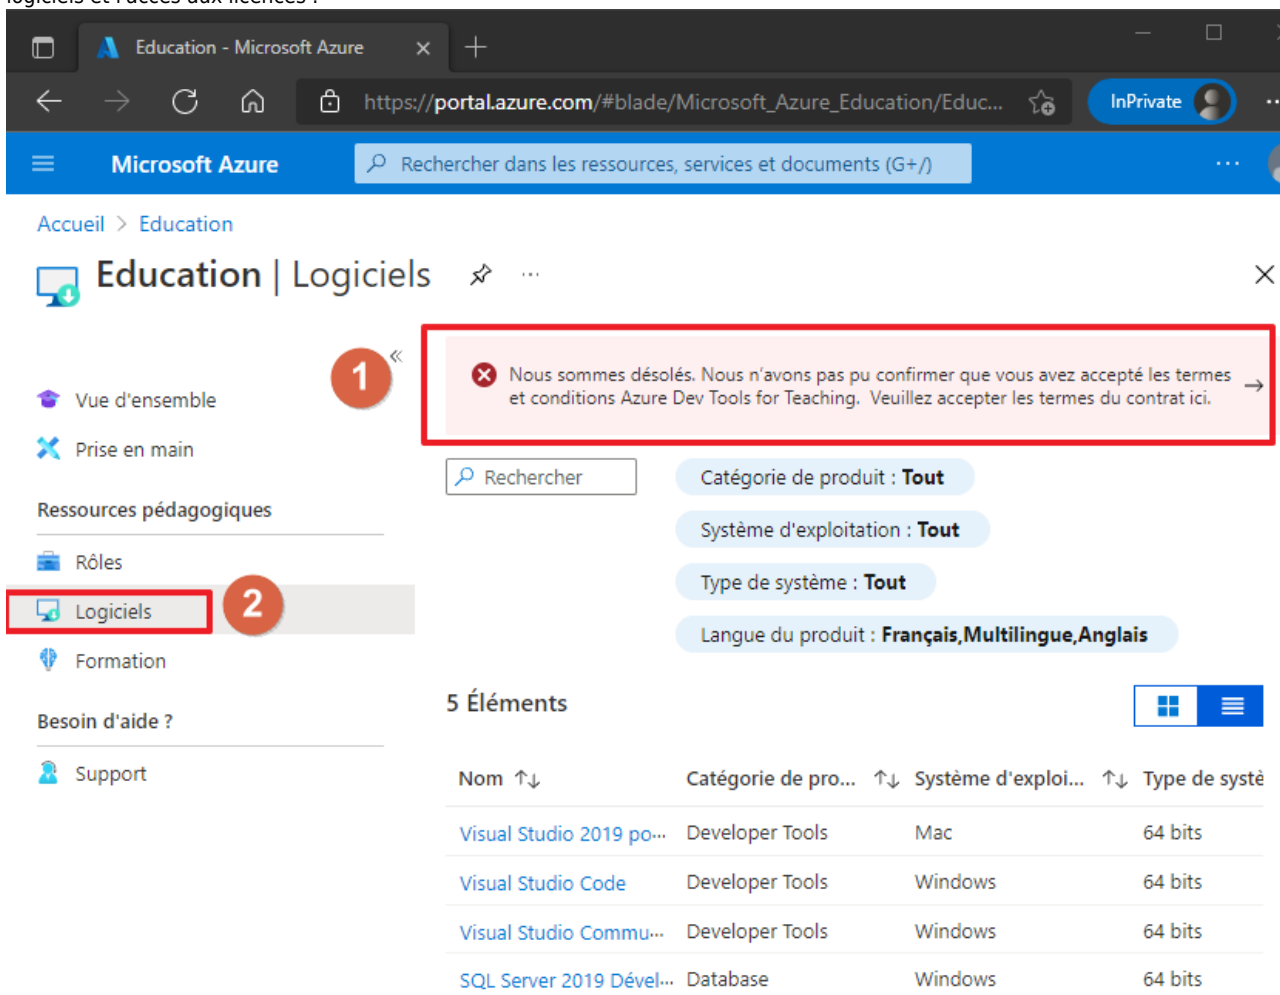 logiciels et l'accès aux licences :
Education - Microsoft Azure
https://portal.azure.com/#blade/Microsoft_Azure_Education/Educ...
InPrivate
Microsoft Azure
Rechercher dans les ressources, services et documents (G+/)
...
Accueil > Education
Education | Logiciels
...
1
«
Nous sommes désolés. Nous n'avons pas pu confirmer que vous avez accepté les termes
et conditions Azure Dev Tools for Teaching. Veuillez accepter les termes du contrat ici.
Vue d'ensemble
Prise en main
Ressources pédagogiques
Rôles
Logiciels
2
Formation
Besoin d'aide ?
Support
Rechercher
Catégorie de produit : Tout
Système d'exploitation : Tout
Type de système : Tout
Langue du produit : Français,Multilingue,Anglais
5 Éléments
Nom ↑↓ Catégorie de pro... ↑↓ Système d'exploi... ↑↓ Type de systè
Visual Studio 2019 po... Developer Tools Mac 64 bits
Visual Studio Code Developer Tools Windows 64 bits
Visual Studio Commu... Developer Tools Windows 64 bits
SQL Server 2019 Dével... Database Windows 64 bits